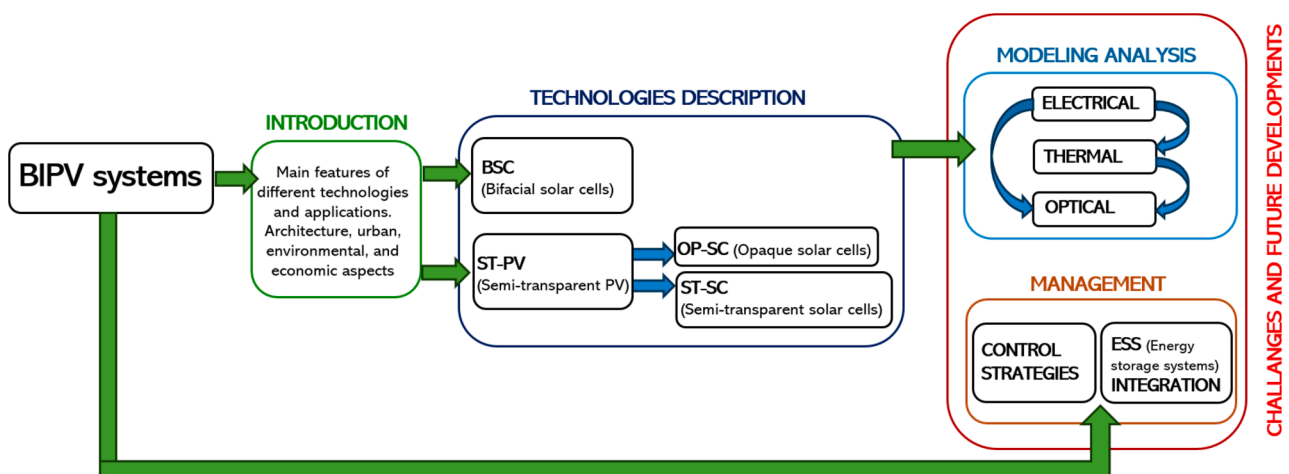 BIPV systems
INTRODUCTION
Main features of
different technologies
and applications.
Architecture, urban,
environmental, and
economic aspects
TECHNOLOGIES DESCRIPTION
BSC
(Bifacial solar cells)
ST-PV
(Semi-transparent PV)
OP-SC (Opaque solar cells)
ST-SC
(Semi-transparent solar cells)
MODELING ANALYSIS
ELECTRICAL
THERMAL
OPTICAL
MANAGEMENT
CONTROL
STRATEGIES
ESS (Energy
storage systems)
INTEGRATION
CHALLANGES AND FUTURE DEVELOPMENTS